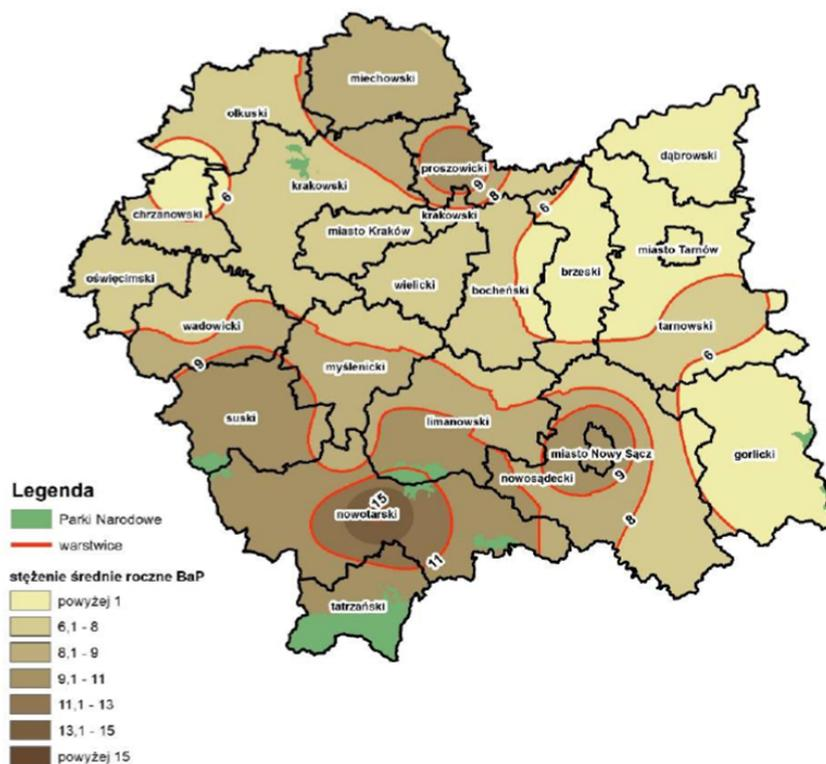 miechowski
olkuski
dąbrowski
proszowicki
9
krakowski
8
6
chrzanowski
krakowski
6
miasto Kraków
miasto Tarnów
oświęcimski
wielicki
bocheński
brzeski
wadowicki
tarnowski
9
myślenicki
6
suski
limanowski
miasto Nowy Sącz
gorlicki
9
nowosądecki
15
nowotarski
8
11
tatrzański
Legenda
Parki Narodowe
warstwice
stężenie średnie roczne BaP
powyżej 1
6,1 - 8
8,1 - 9
9,1 - 11
11,1 - 13
13,1 - 15
powyżej 15